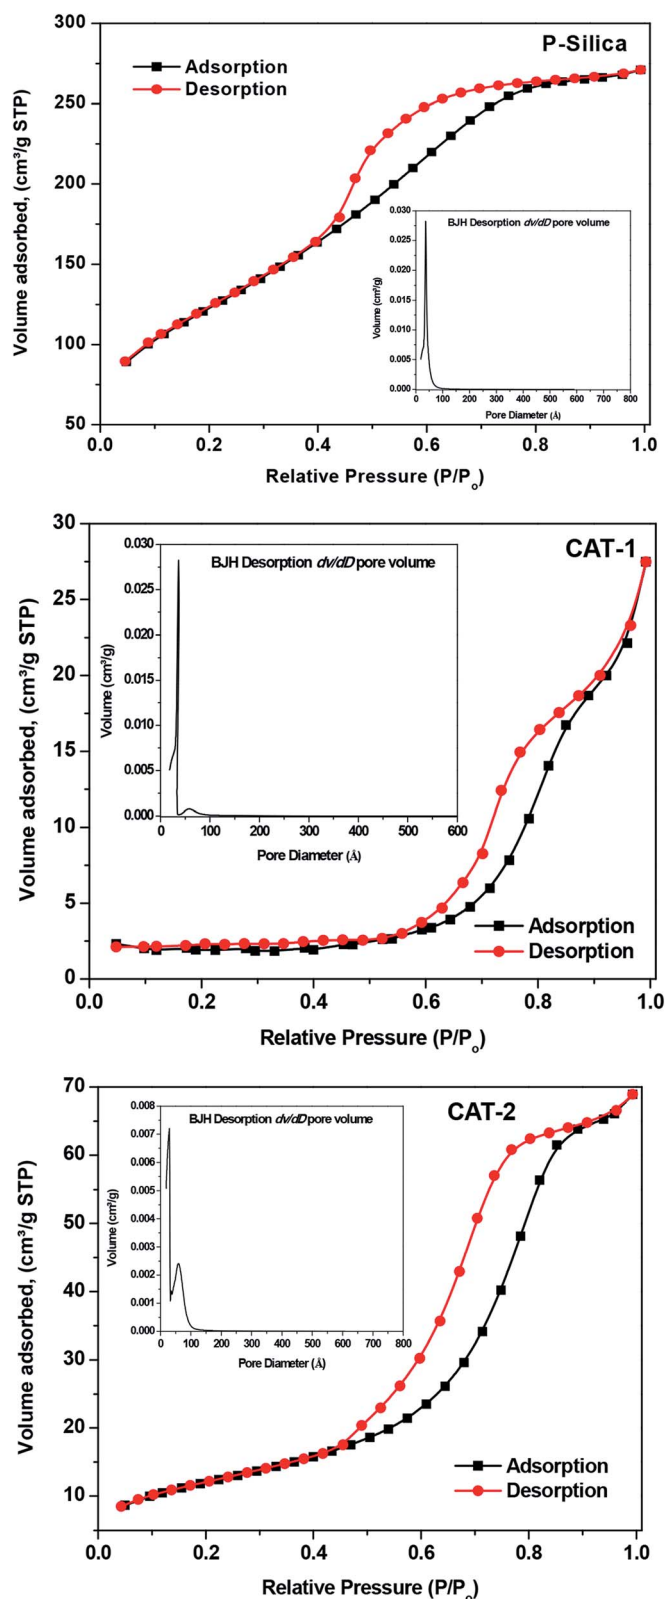 P-Silica
Adsorption
Desorption
Volume adsorbed, (cm³/g STP)
300
250
200
150
100
50
0.0 0.2 0.4 0.6 0.8 1.0
Relative Pressure (P/Pₒ)
BJH Desorption dv/dD pore volume
Volume (cm³/g)
0.030
0.025
0.020
0.015
0.010
0.005
0.000
0 100 200 300 400 500 600 700 800
Pore Diameter (Å)
CAT-1
Volume adsorbed, (cm³/g STP)
30
25
20
15
10
5
0
0.0 0.2 0.4 0.6 0.8 1.0
Relative Pressure (P/Pₒ)
BJH Desorption dv/dD pore volume
Volume (cm³/g)
0.030
0.025
0.020
0.015
0.010
0.005
0.000
0 100 200 300 400 500 600
Pore Diameter (Å)
Adsorption
Desorption
CAT-2
Volume adsorbed, (cm³/g STP)
70
60
50
40
30
20
10
0.0 0.2 0.4 0.6 0.8 1.0
Relative Pressure (P/Pₒ)
BJH Desorption dv/dD pore volume
Volume (cm³/g)
0.008
0.007
0.006
0.005
0.004
0.003
0.002
0.001
0.000
0 100 200 300 400 500 600 700 800
Pore Diameter (Å)
Adsorption
Desorption